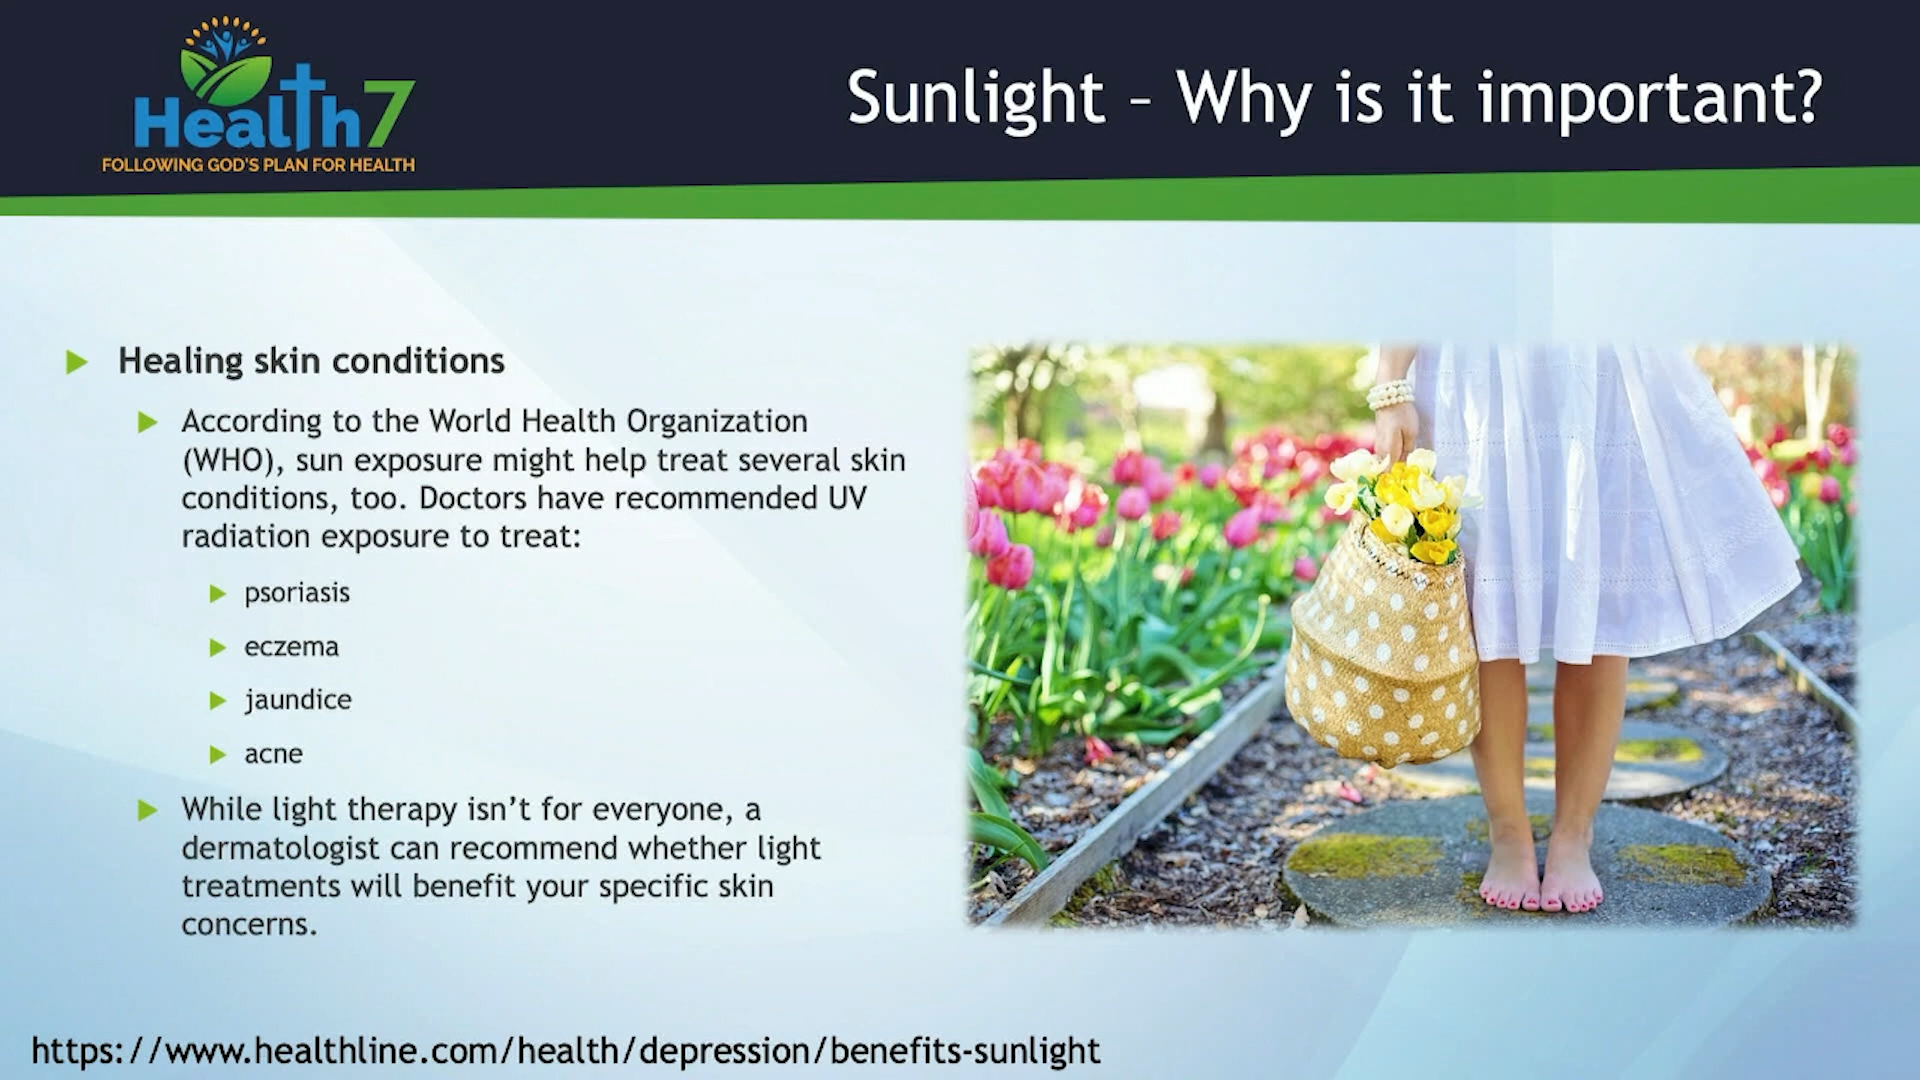 Health7
FOLLOWING GOD'S PLAN FOR HEALTH
Sunlight – Why is it important?
Healing skin conditions
According to the World Health Organization
(WHO), sun exposure might help treat several skin
conditions, too. Doctors have recommended UV
radiation exposure to treat:
psoriasis
eczema
jaundice
acne
While light therapy isn’t for everyone, a
dermatologist can recommend whether light
treatments will benefit your specific skin
concerns.
https://www.healthline.com/health/depression/benefits-sunlight